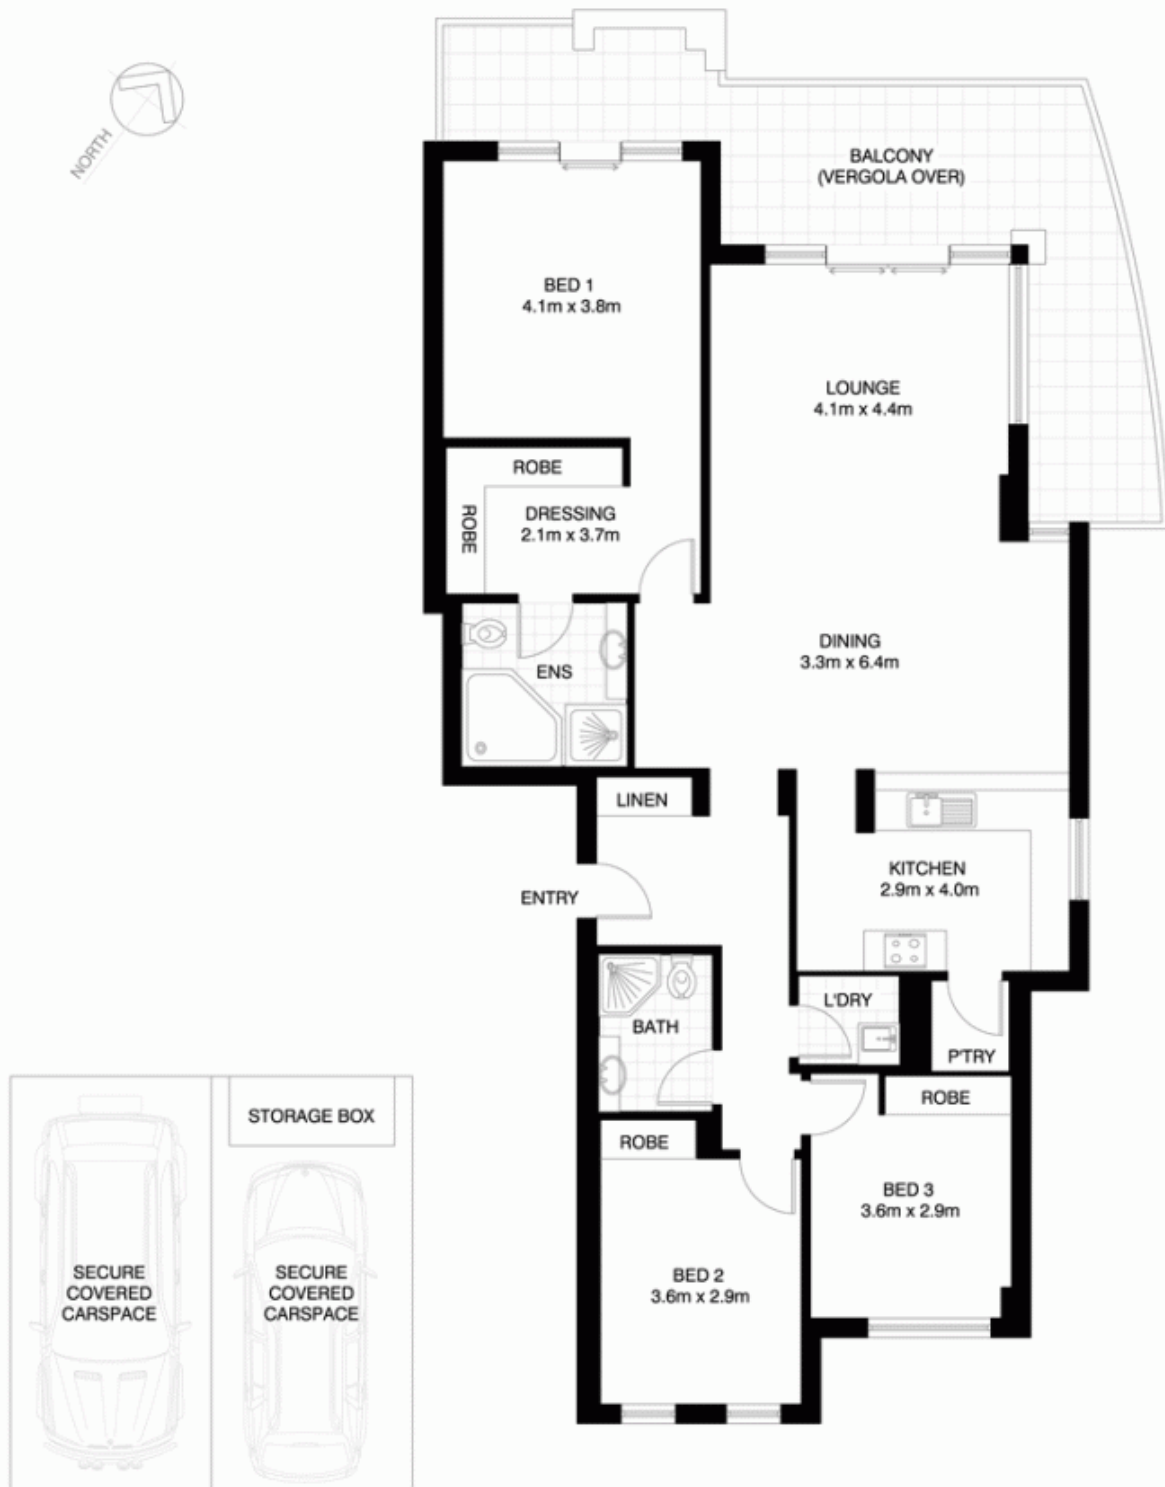 NORTH
BALCONY
(VERGOLA OVER)
BED 1
4.1m x 3.8m
LOUNGE
4.1m x 4.4m
ROBE
ROBE
DRESSING
2.1m x 3.7m
DINING
3.3m x 6.4m
ENS
LINEN
KITCHEN
2.9m x 4.0m
ENTRY
L'DRY
BATH
P'TRY
ROBE
STORAGE BOX
ROBE
BED 3
3.6m x 2.9m
BED 2
3.6m x 2.9m
SECURE
COVERED
CARSPACE
SECURE
COVERED
CARSPACE